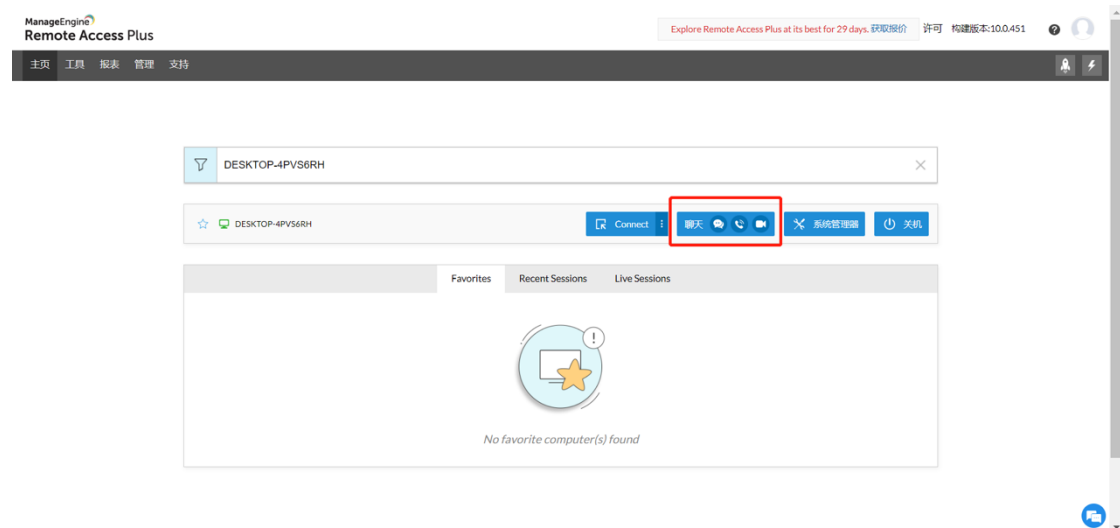 ManageEngine
Remote Access Plus
Explore Remote Access Plus at its best for 29 days. 获取报价 许可 构建版本:10.0.451
主页 工具 报表 管理 支持
DESKTOP-4PVS6RH
DESKTOP-4PVS6RH Connect 聊天 系统管理器 关机
Favorites Recent Sessions Live Sessions
No favorite computer(s) found